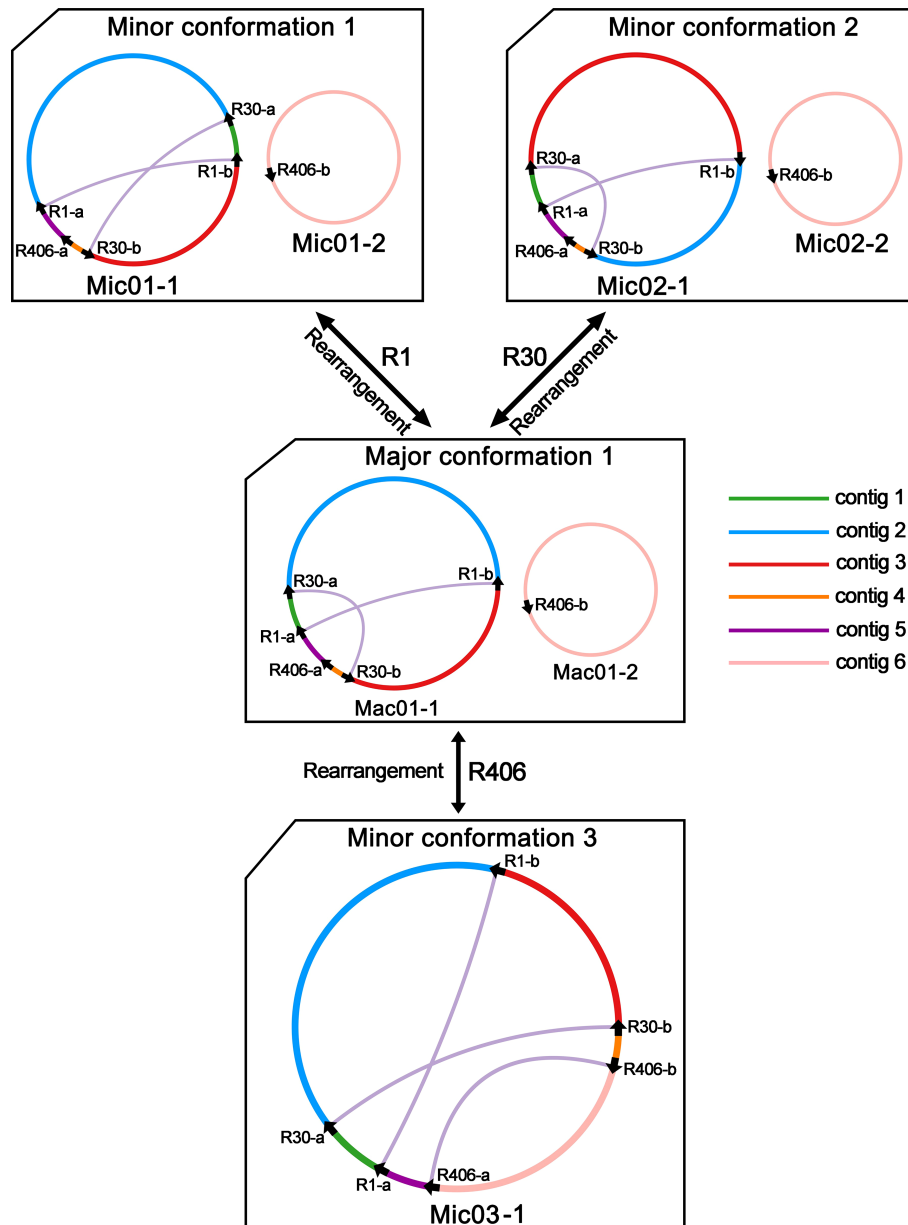 Minor conformation 1
R30-a
R1-b
R406-b
R1-a
R406-a
R30-b
Mic01-2
Mic01-1
Minor conformation 2
R30-a
R1-b
R406-b
R1-a
R406-a
R30-b
Mic02-2
Mic02-1
R1
Rearrangement
R30
Rearrangement
Major conformation 1
R30-a
R1-b
R406-b
R1-a
R406-a
R30-b
Mac01-2
Mac01-1
contig 1
contig 2
contig 3
contig 4
contig 5
contig 6
Rearrangement
R406
Minor conformation 3
R1-b
R30-b
R406-b
R30-a
R1-a
R406-a
Mic03-1